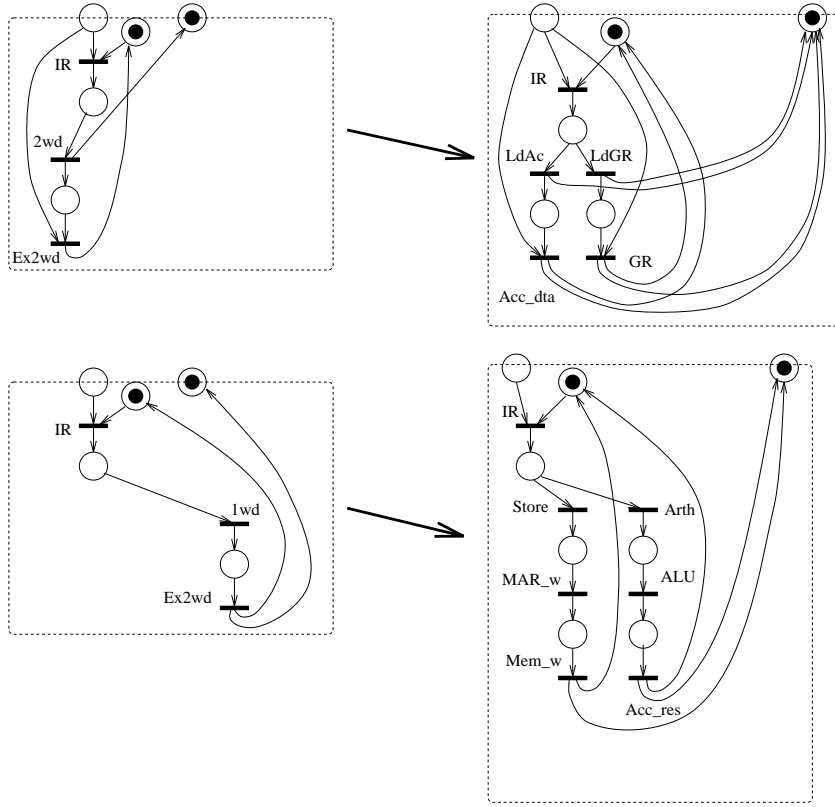 IR
2wd
Ex2wd
IR
LdAc
LdGR
GR
Acc_dta
IR
1wd
Ex2wd
IR
Store
Arth
MAR_w
ALU
Mem_w
Acc_res